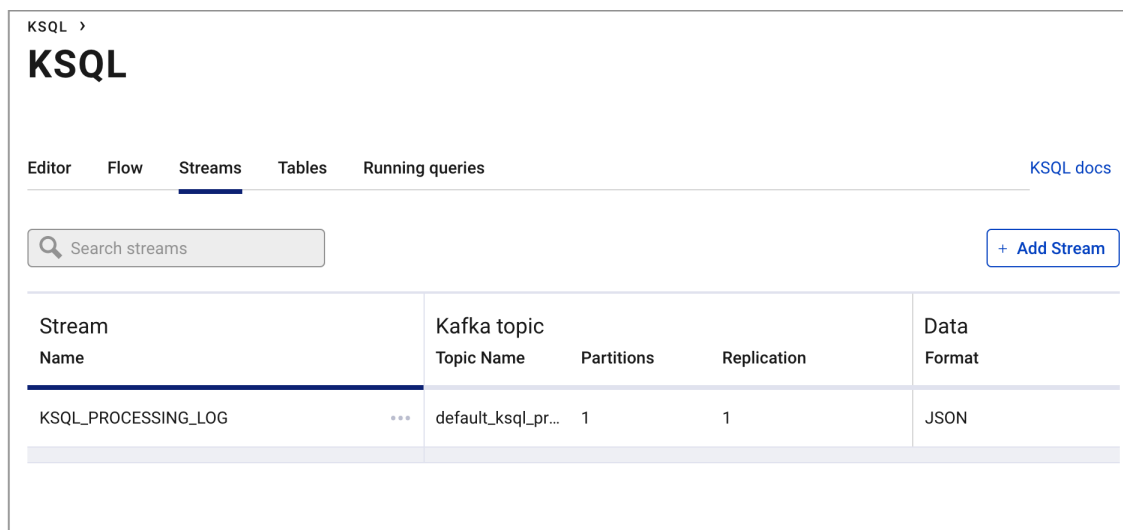 KSQL >
KSQL
Editor Flow Streams Tables Running queries KSQL docs
Search streams + Add Stream
Stream Kafka topic Data
Name Topic Name Partitions Replication Format
KSQL_PROCESSING_LOG ••• default_ksql_pr... 1 1 JSON